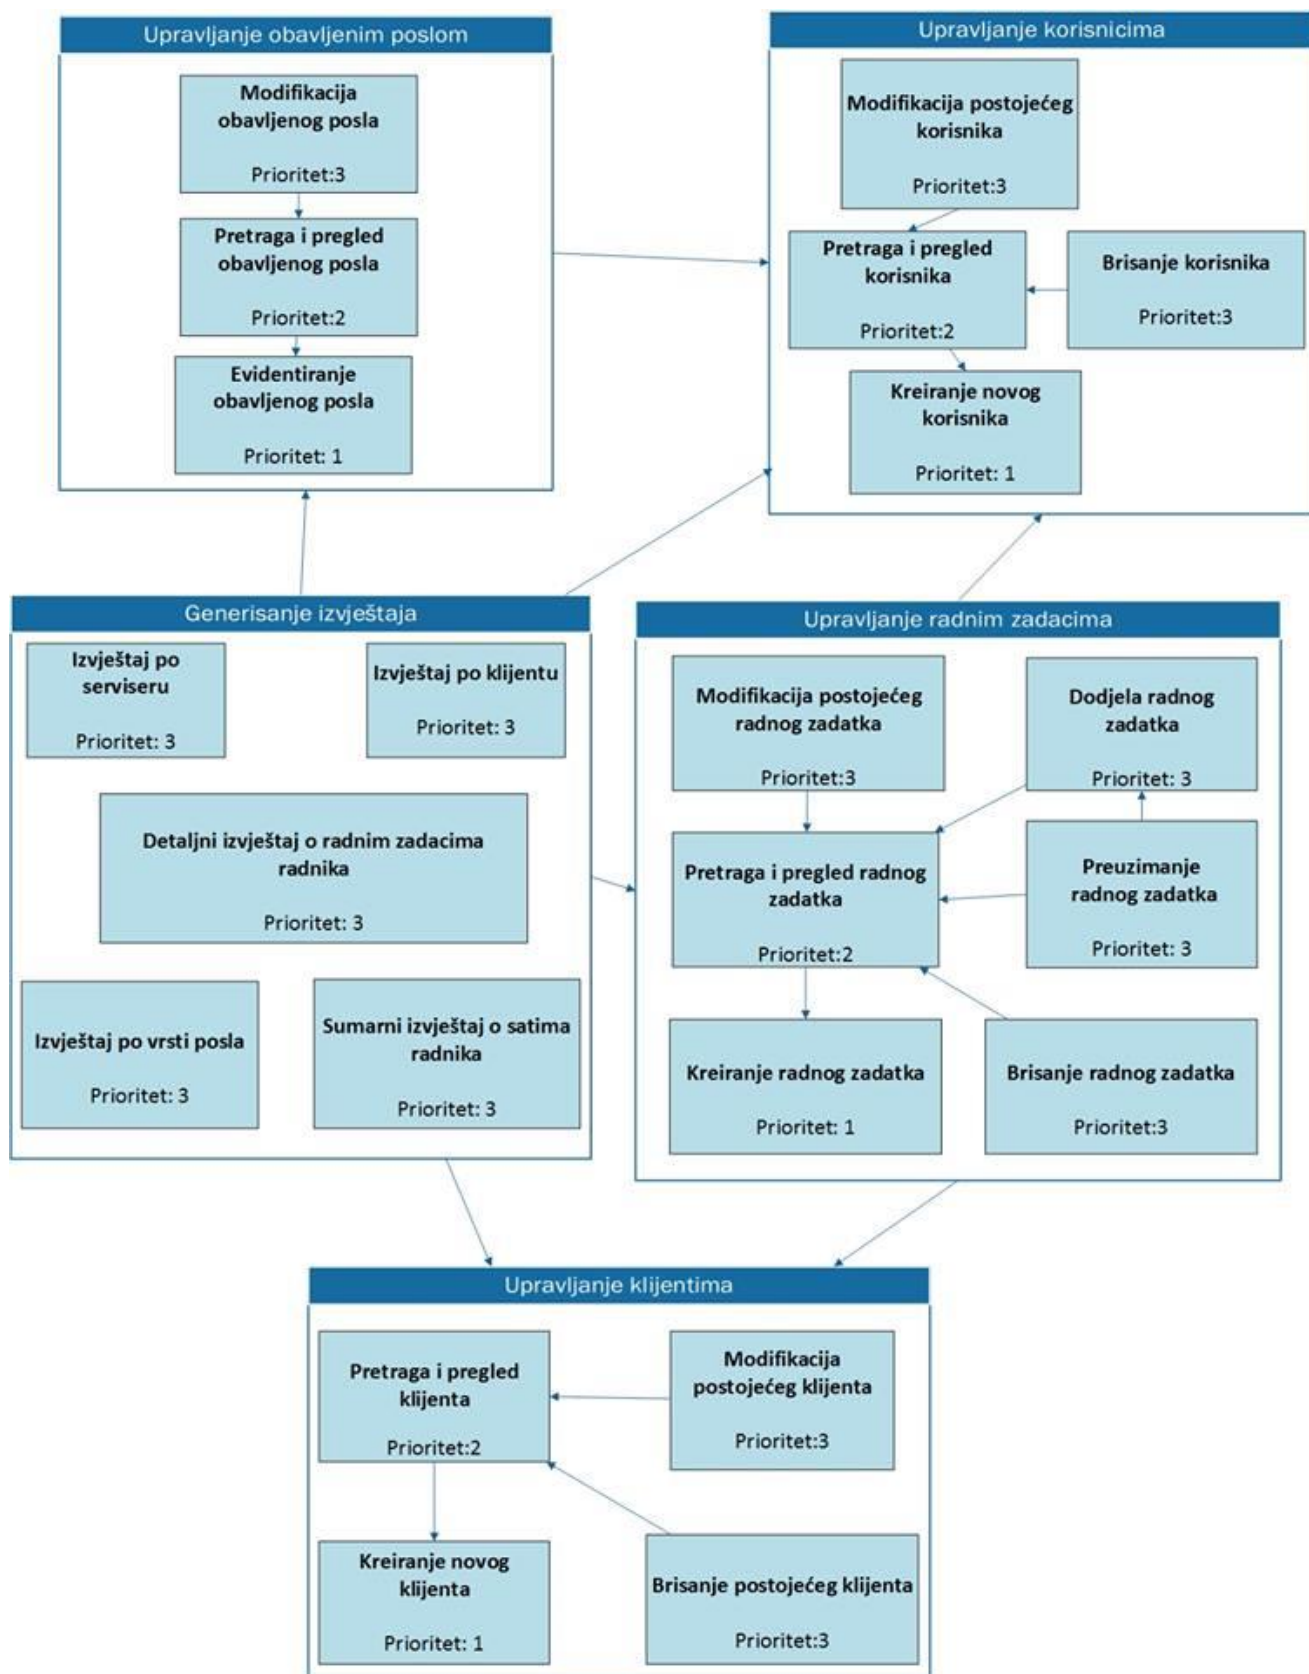 Upravljanje obavljenim poslom
Modifikacija
obavljenog posla
Prioritet:3
Pretraga i pregled
obavljenog posla
Prioritet:2
Evidentiranje
obavljenog posla
Prioritet: 1
Upravljanje korisnicima
Modifikacija postojećeg
korisnika
Prioritet:3
Pretraga i pregled
korisnika
Prioritet:2
Brisanje korisnika
Prioritet:3
Kreiranje novog
korisnika
Prioritet: 1
Generisanje izvještaja
Izvještaj po
serviseru
Prioritet: 3
Izvještaj po klijentu
Prioritet: 3
Detaljni izvještaj o radnim zadacima
radnika
Prioritet: 3
Izvještaj po vrsti posla
Prioritet: 3
Sumarni izvještaj o satima
radnika
Prioritet: 3
Upravljanje radnim zadacima
Modifikacija postojećeg
radnog zadatka
Prioritet:3
Dodjela radnog
zadatka
Prioritet: 3
Pretraga i pregled radnog
zadatka
Prioritet:2
Preuzimanje
radnog zadatka
Prioritet: 3
Kreiranje radnog zadatka
Prioritet: 1
Brisanje radnog zadatka
Prioritet:3
Upravljanje klijentima
Pretraga i pregled
klijenta
Prioritet:2
Modifikacija
postojećeg klijenta
Prioritet:3
Kreiranje novog
klijenta
Prioritet: 1
Brisanje postojećeg klijenta
Prioritet:3